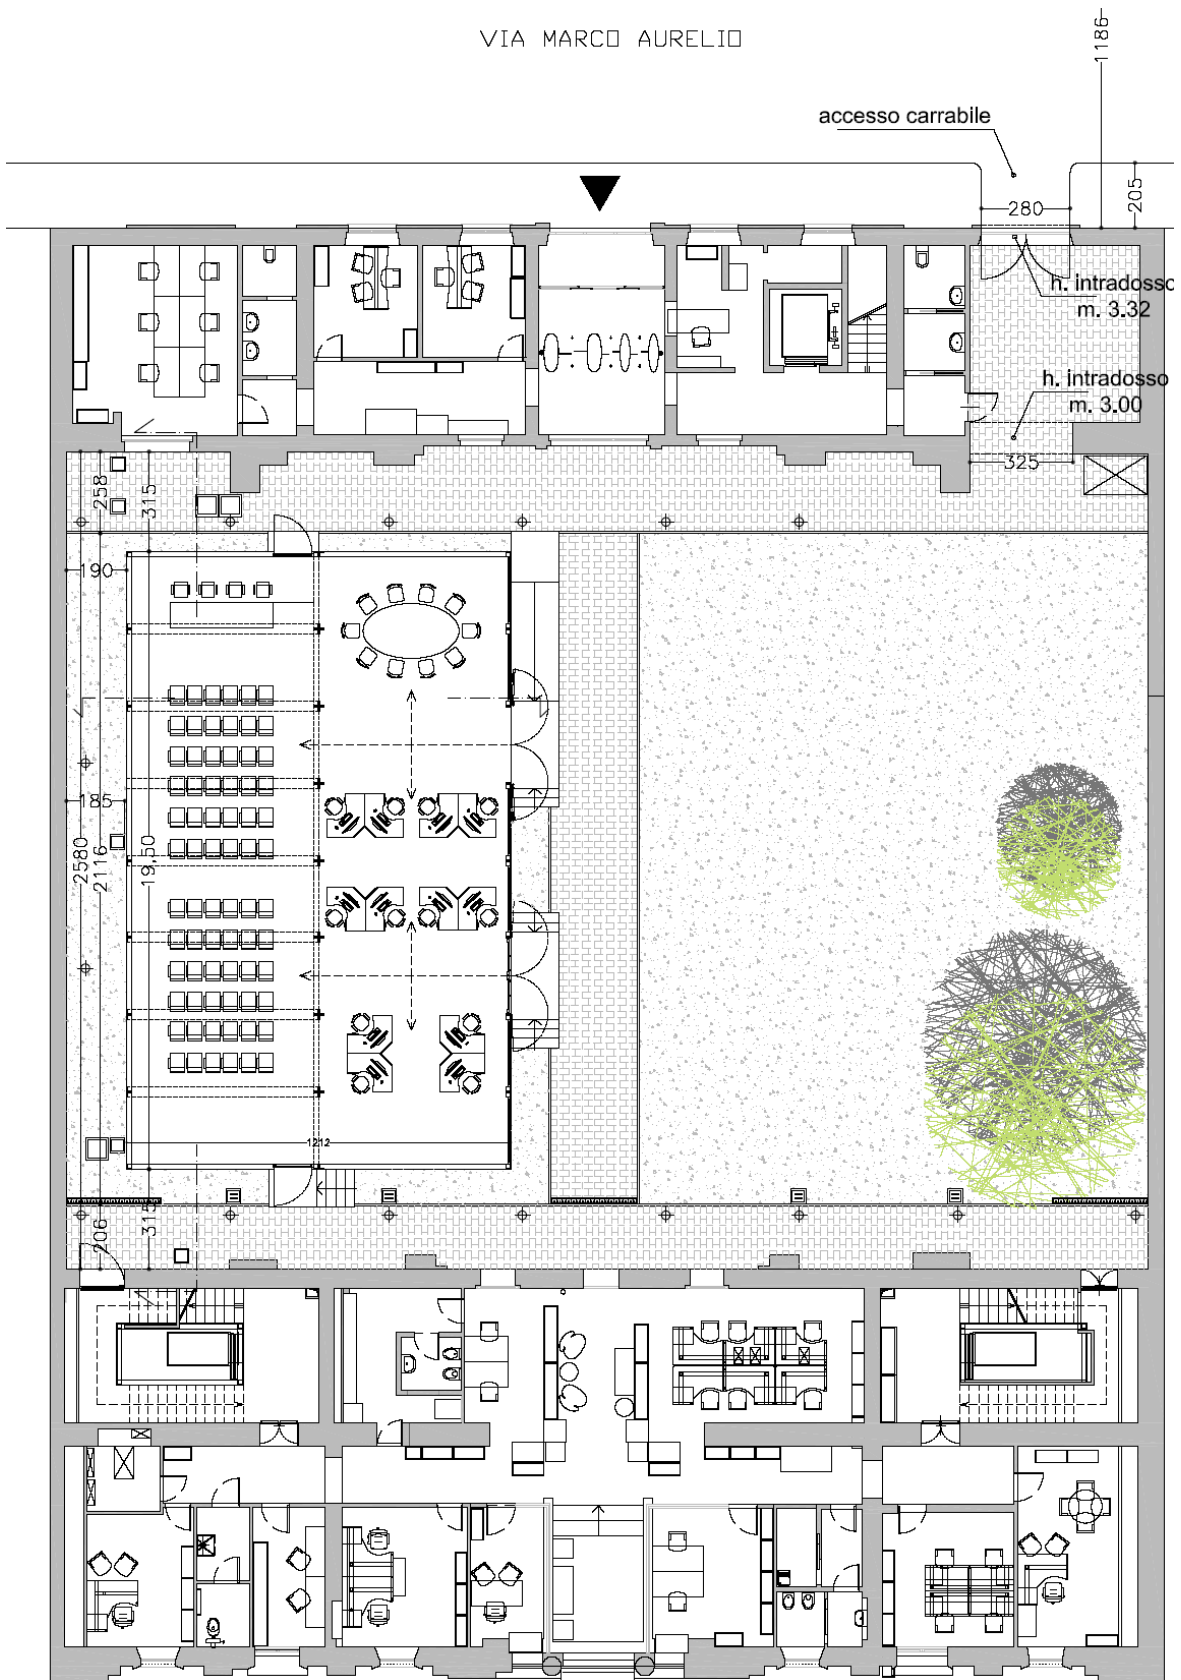 VIA MARCO AURELIO
1186
accesso carrabile
205
280
h. intradosso
m. 3.32
h. intradosso
m. 3.00
325
258
315
190
185
2580
2116
19,50
1212
206
315